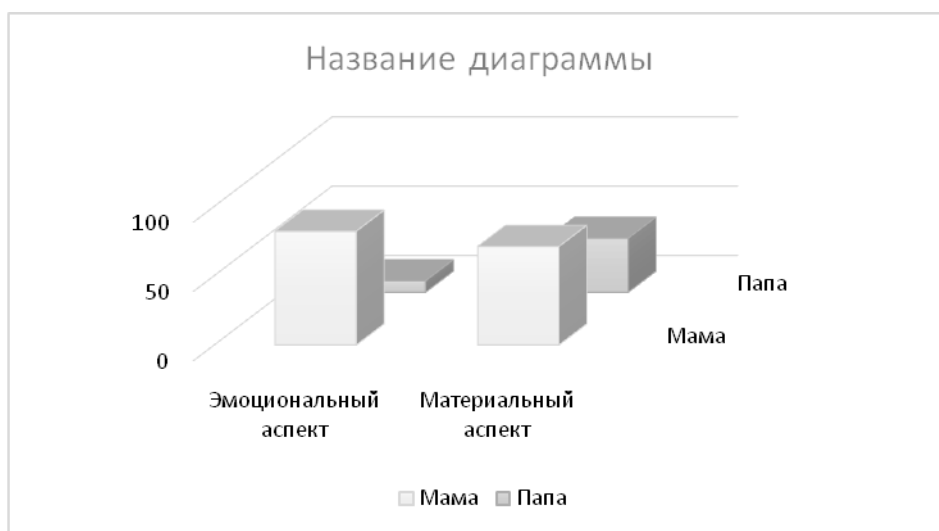 Название диаграммы
100
50
0
Папа
Мама
Эмоциональный
аспект
Материальный
аспект
Мама
Папа